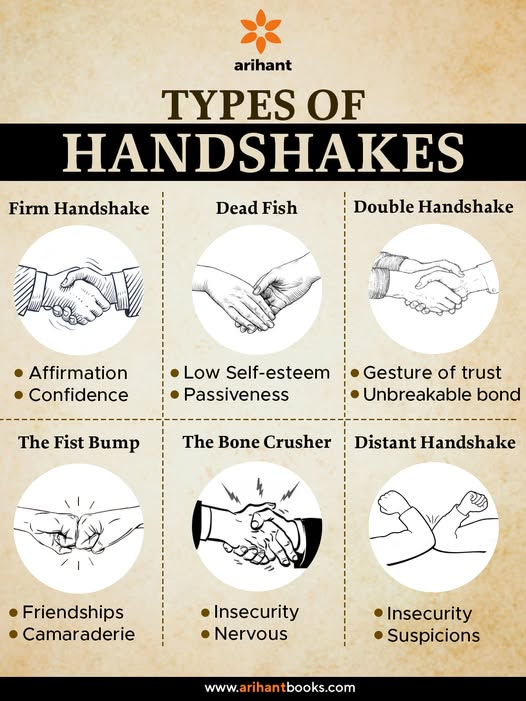 arihant
TYPES OF
HANDSHAKES
Firm Handshake
• Affirmation
• Confidence
Dead Fish
• Low Self-esteem
• Passiveness
Double Handshake
• Gesture of trust
• Unbreakable bond
The Fist Bump
• Friendships
• Camaraderie
The Bone Crusher
• Insecurity
• Nervous
Distant Handshake
• Insecurity
• Suspicions
www.arihantbooks.com